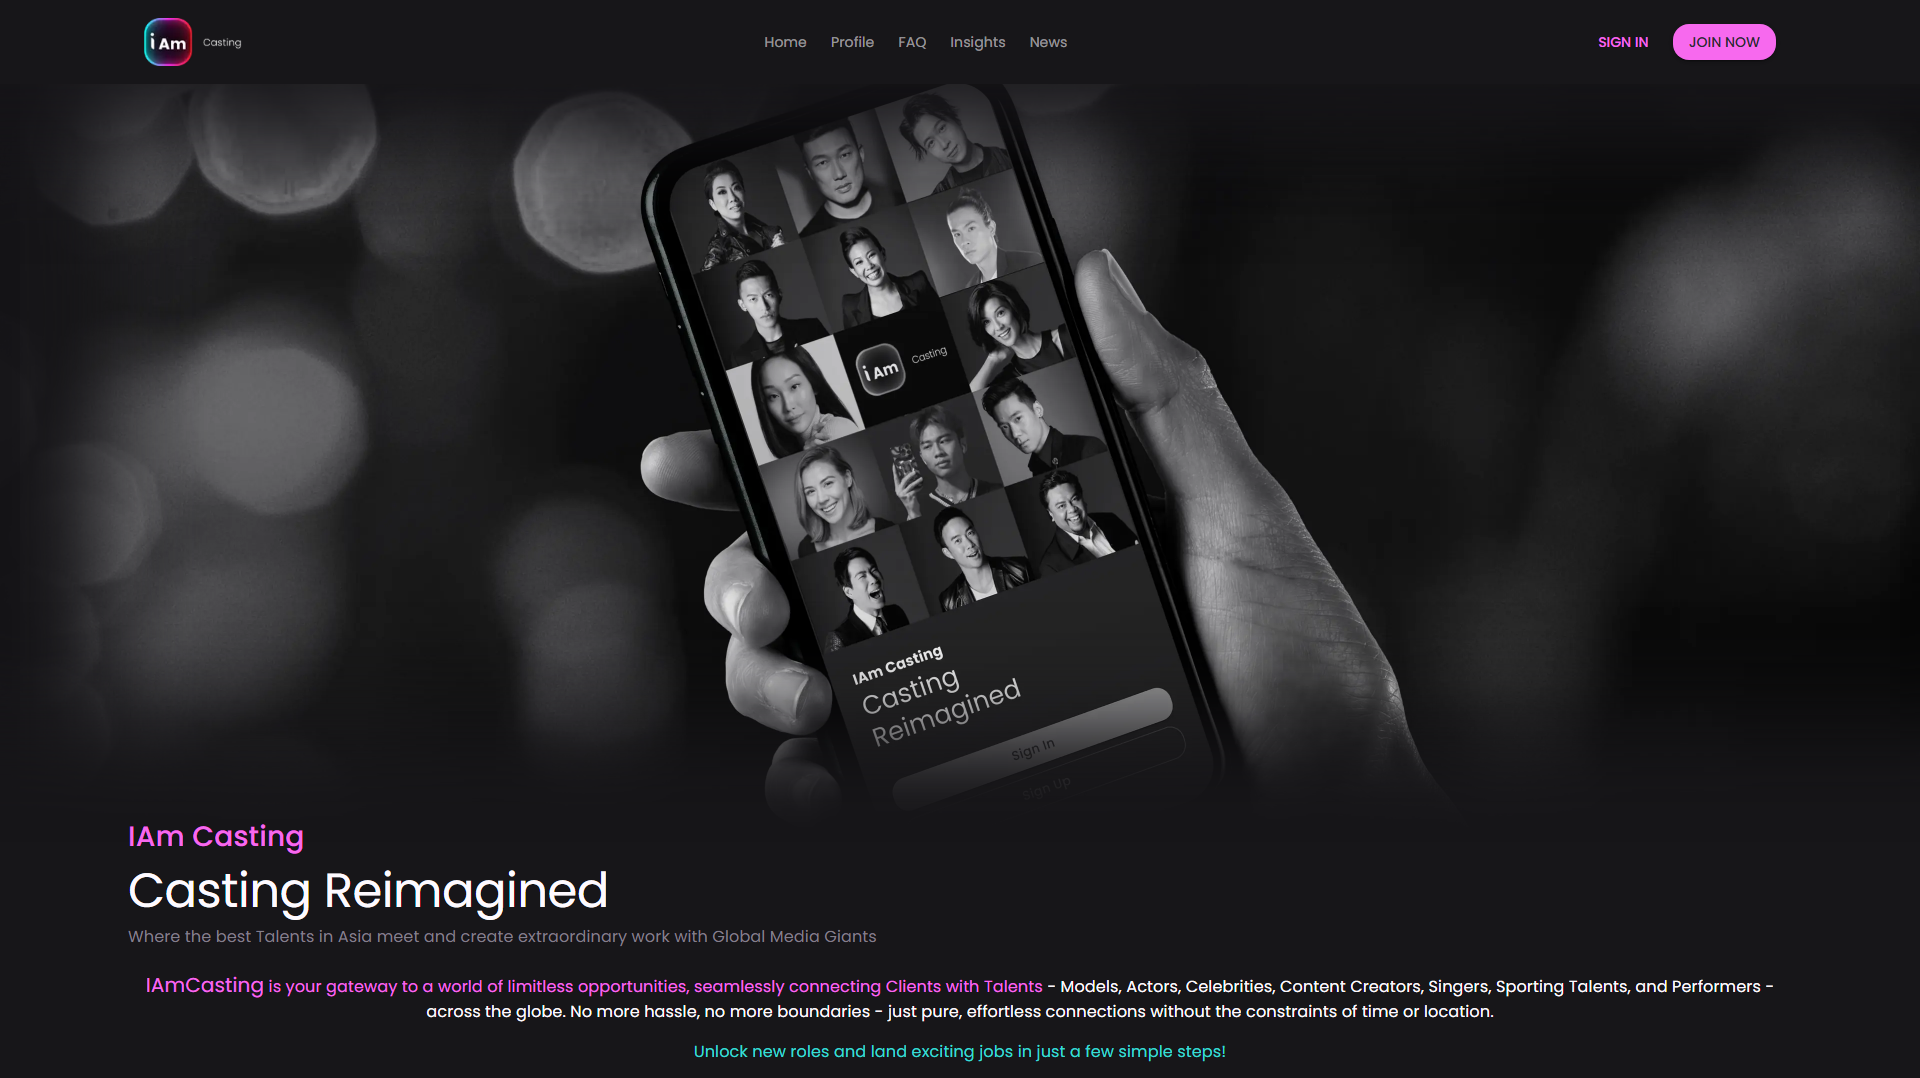 i Am Casting
Home Profile FAQ Insights News
SIGN IN JOIN NOW
i Am Casting
IAm Casting
Casting
Reimagined
Sign In
Sign Up
IAm Casting
Casting Reimagined
Where the best Talents in Asia meet and create extraordinary work with Global Media Giants
IAmCasting is your gateway to a world of limitless opportunities, seamlessly connecting Clients with Talents - Models, Actors, Celebrities, Content Creators, Singers, Sporting Talents, and Performers -
across the globe. No more hassle, no more boundaries - just pure, effortless connections without the constraints of time or location.
Unlock new roles and land exciting jobs in just a few simple steps!